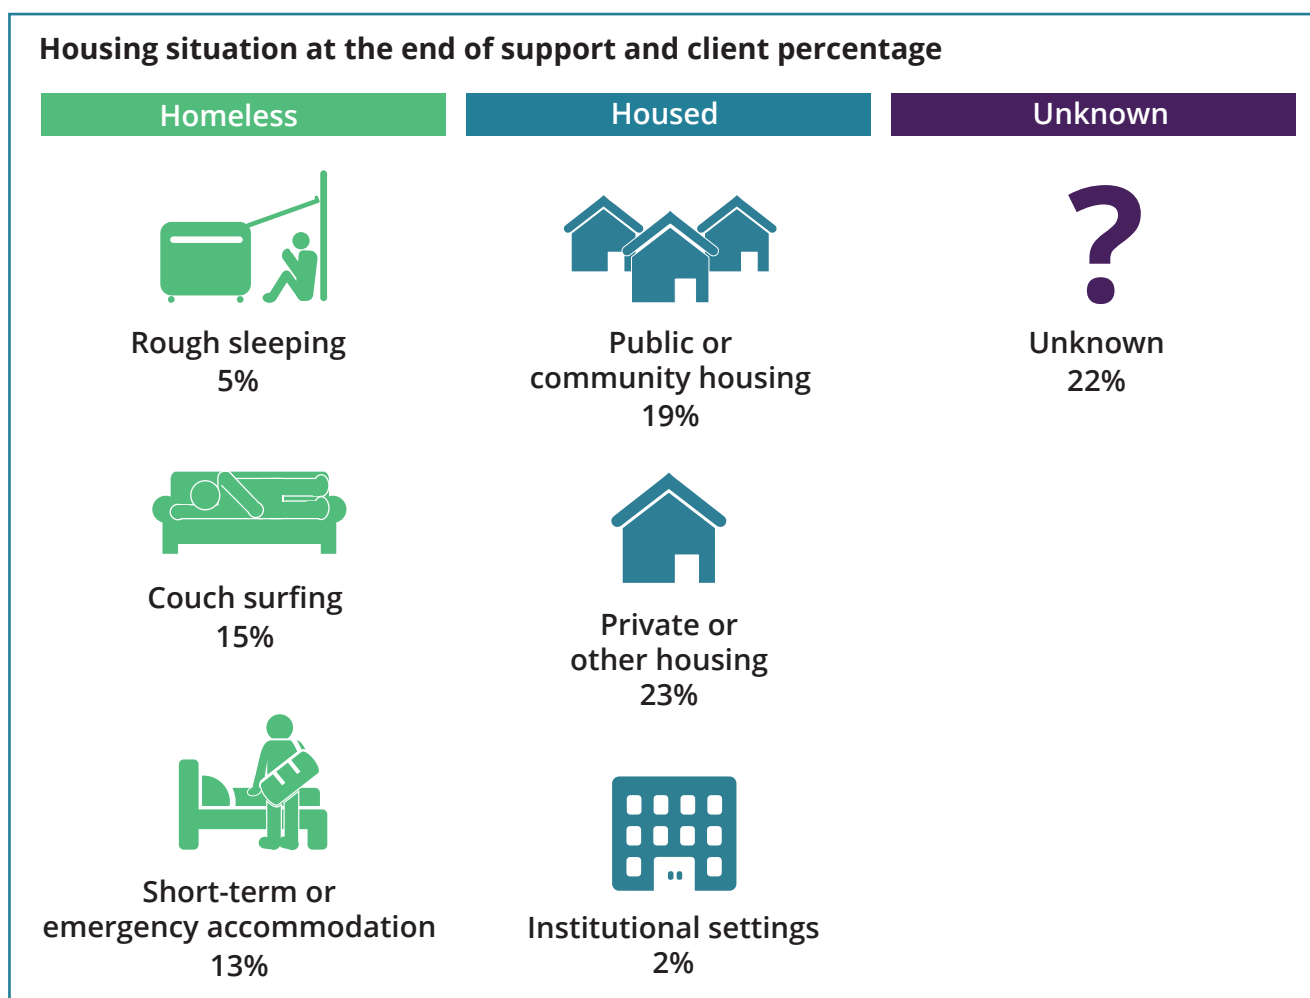 Housing situation at the end of support and client percentage
Homeless
Rough sleeping
5%
Couch surfing
15%
Short-term or
emergency accommodation
13%
Housed
Public or
community housing
19%
Private or
other housing
23%
Institutional settings
2%
Unknown
?
Unknown
22%